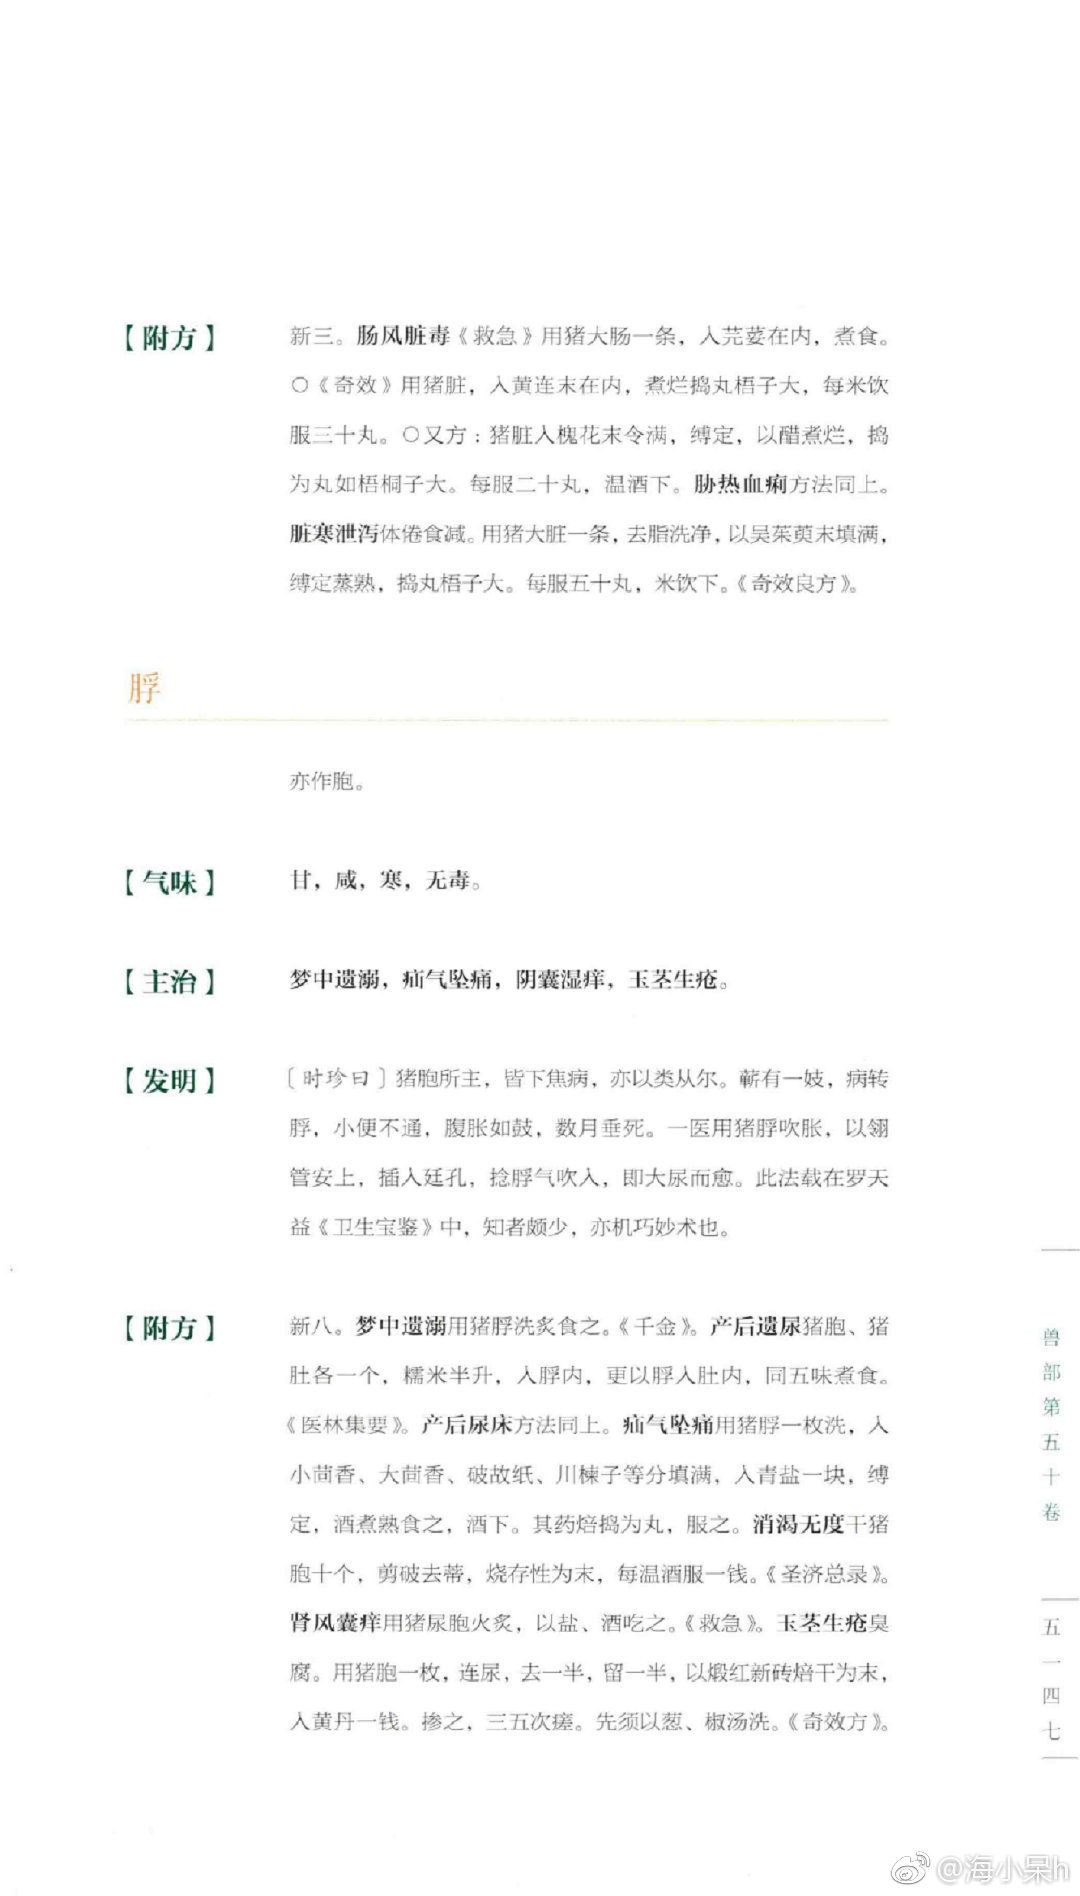 【附方】 新三。肠风脏毒《救急》用猪大肠一条，入芫荽在内，煮食。
○《奇效》用猪脏，入黄连末在内，煮烂捣丸梧子大，每米饮
服三十丸。○又方：猪脏入槐花末令满，缚定，以醋煮烂，捣
为丸如梧桐子大。每服二十丸，温酒下。胁热血痢方法同上。
脏寒泄泻体倦食减。用猪大脏一条，去脂洗净，以吴茱萸末填满，
缚定蒸熟，捣丸梧子大。每服五十丸，米饮下。《奇效良方》。
脬
亦作胞。
【气味】 甘，咸，寒，无毒。
【主治】 梦中遗溺，疝气坠痛，阴囊湿痒，玉茎生疮。
【发明】 〔时珍曰〕猪胞所主，皆下焦病，亦以类从尔。蕲有一妓，病转
脬，小便不通，腹胀如鼓，数月垂死。一医用猪脬吹胀，以翎
管安上，插入廷孔，捻脬气吹入，即大尿而愈。此法载在罗天
益《卫生宝鉴》中，知者颇少，亦机巧妙术也。
【附方】 新八。梦中遗溺用猪脬洗炙食之。《千金》。产后遗尿猪胞、猪
肚各一个，糯米半升，入脬内，更以脬入肚内，同五味煮食。
《医林集要》。产后尿床方法同上。疝气坠痛用猪脬一枚洗，入
小茴香、大茴香、破故纸、川楝子等分填满，入青盐一块，缚
定，酒煮熟食之，酒下。其药焙捣为丸，服之。消渴无度干猪
胞十个，剪破去蒂，烧存性为末，每温酒服一钱。《圣济总录》。
肾风囊痒用猪尿胞火炙，以盐、酒吃之。《救急》。玉茎生疮臭
腐。用猪胞一枚，连尿，去一半，留一半，以煅红新砖焙干为末，
入黄丹一钱。掺之，三五次瘥。先须以葱、椒汤洗。《奇效方》。
兽部第五十卷
五一四七
@海小呆h